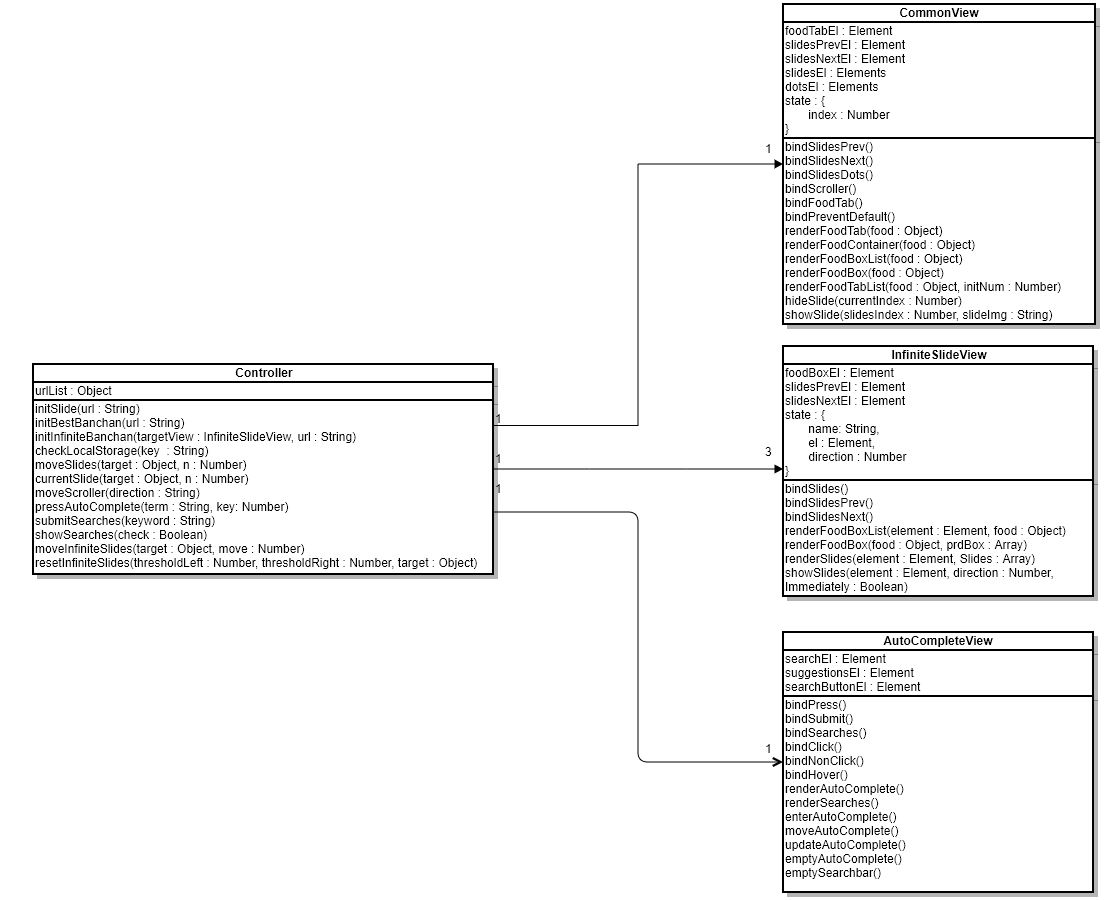 CommonView
foodTabEl : Element
slidesPrevEl : Element
slidesNextEl : Element
slidesEl : Elements
dotsEl : Elements
state : {
index : Number
}
bindSlidesPrev()
bindSlidesNext()
bindSlidesDots()
bindScroller()
bindFoodTab()
bindPreventDefault()
renderFoodTab(food : Object)
renderFoodContainer(food : Object)
renderFoodBoxList(food : Object)
renderFoodBox(food : Object)
renderFoodTabList(food : Object, initNum : Number)
hideSlide(currentIndex : Number)
showSlide(slidesIndex : Number, slideImg : String)
1
Controller
urlList : Object
initSlide(url : String)
initBestBanchan(url : String)
initInfiniteBanchan(targetView : InfiniteSlideView, url : String)
checkLocalStorage(key : String)
moveSlides(target : Object, n : Number)
currentSlide(target : Object, n : Number)
moveScroller(direction : String)
pressAutoComplete(term : String, key: Number)
submitSearches(keyword : String)
showSearches(check : Boolean)
moveInfiniteSlides(target : Object, move : Number)
resetInfiniteSlides(thresholdLeft : Number, thresholdRight : Number, target : Object)
1
1
1
3
InfiniteSlideView
foodBoxEl : Element
slidesPrevEl : Element
slidesNextEl : Element
state : {
name: String,
el : Element,
direction : Number
}
bindSlides()
bindSlidesPrev()
bindSlidesNext()
renderFoodBoxList(element : Element, food : Object)
renderFoodBox(food : Object, prdBox : Array)
renderSlides(element : Element, Slides : Array)
showSlides(element : Element, direction : Number,
Immediately : Boolean)
1
AutoCompleteView
searchEl : Element
suggestionsEl : Element
searchButtonEl : Element
bindPress()
bindSubmit()
bindSearches()
bindClick()
bindNonClick()
bindHover()
renderAutoComplete()
renderSearches()
enterAutoComplete()
moveAutoComplete()
updateAutoComplete()
emptyAutoComplete()
emptySearchbar()